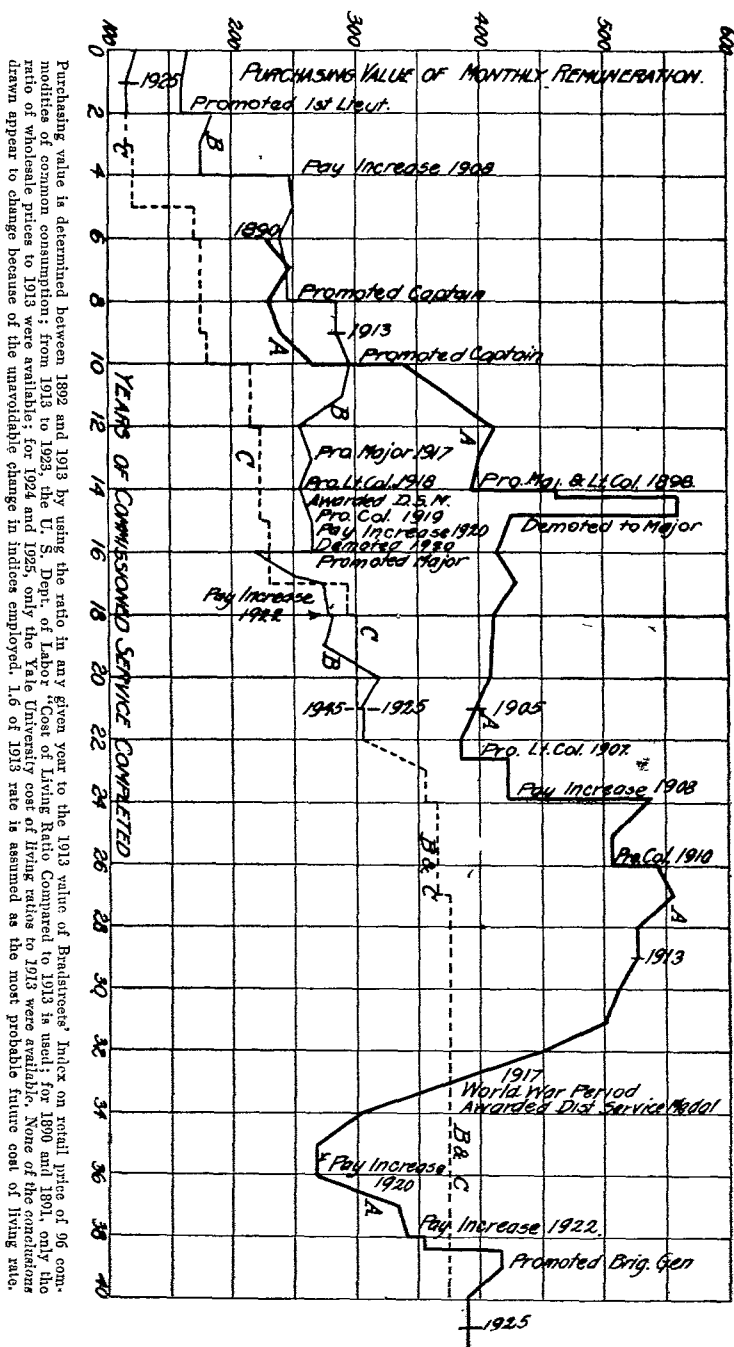 PURCHASING VALUE OF MONTHLY REMUNERATION.
100
200
300
400
500
600
0
2
4
6
8
10
12
14
16
18
20
22
24
26
28
30
32
34
36
38
40
YEARS OF COMMISSIONED SERVICE COMPLETED
1925
Promoted 1st Lieut.
B
C
Pay Increase 1908
1890
Promoted Captain
1913
A
Promoted Captain
B
A
C
Pro Major 1917
Pro. Lt. Col. 1918
Awarded D.S.M.
Pro. Col. 1919
Pay Increase 1920
Demoted 1920
Promoted Major
Pro. Maj. & Lt. Col. 1898.
Demoted to Major
Pay Increase
1922
C
B
1945
1925
1905
A
Pro. Lt. Col. 1907.
Pay Increase 1908
B & C
Pro. Col. 1910
A
1913
1917
World War Period
Awarded Dist Service Medal
B & C
Pay Increase
1920
A
Pay Increase 1922.
Promoted Brig. Gen
1925
Purchasing value is determined between 1892 and 1913 by using the ratio in any given year to the 1913 value of Bradstreets' Index on retail price of 96 com-
modities of common consumption; from 1913 to 1923, the U. S. Dept. of Labor "Cost of Living Ratio Compared to 1913 is used; for 1890 and 1891, only the
ratio of wholesale prices to 1913 were available; for 1924 and 1925, only the Yale University cost of living ratios to 1913 were available. None of the conclusions
drawn appear to change because of the unavoidable change in indices employed. 1.6 of 1913 rate is assumed as the most probable future cost of living rate.